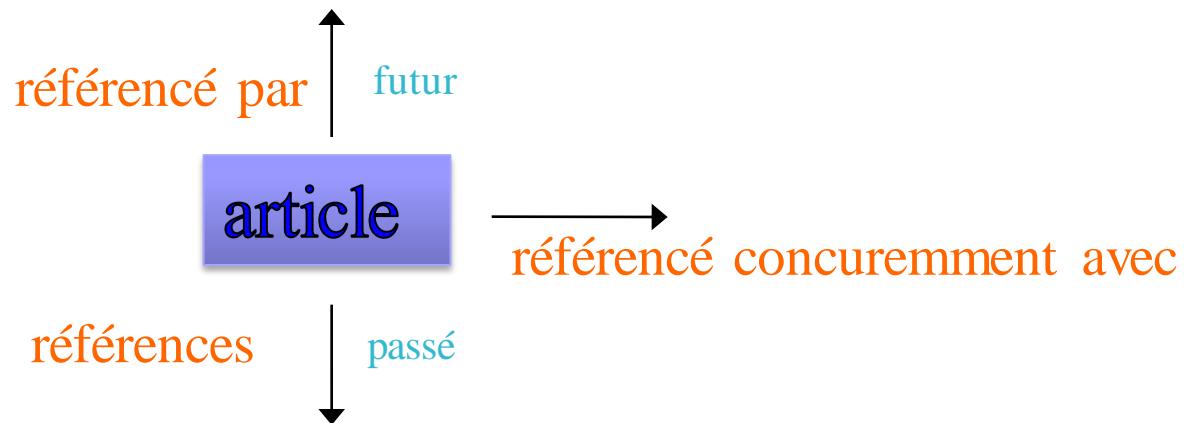 référencé par
futur
article
référencé concuremment avec
références
passé